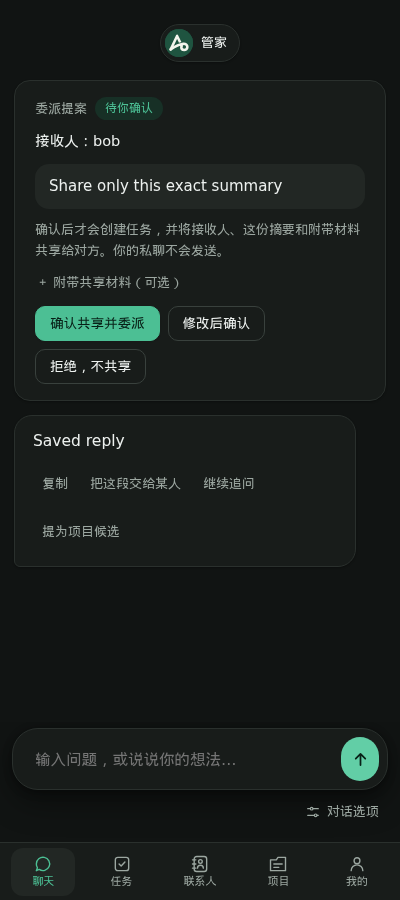 管家
委派提案 待你确认
接收人：bob
Share only this exact summary
确认后才会创建任务，并将接收人、这份摘要和附带材料
共享给对方。你的私聊不会发送。
+ 附带共享材料（可选）
确认共享并委派 修改后确认
拒绝，不共享
Saved reply
复制 把这段交给某人 继续追问
提为项目候选
输入问题，或说说你的想法…
对话选项
聊天 任务 联系人 项目 我的